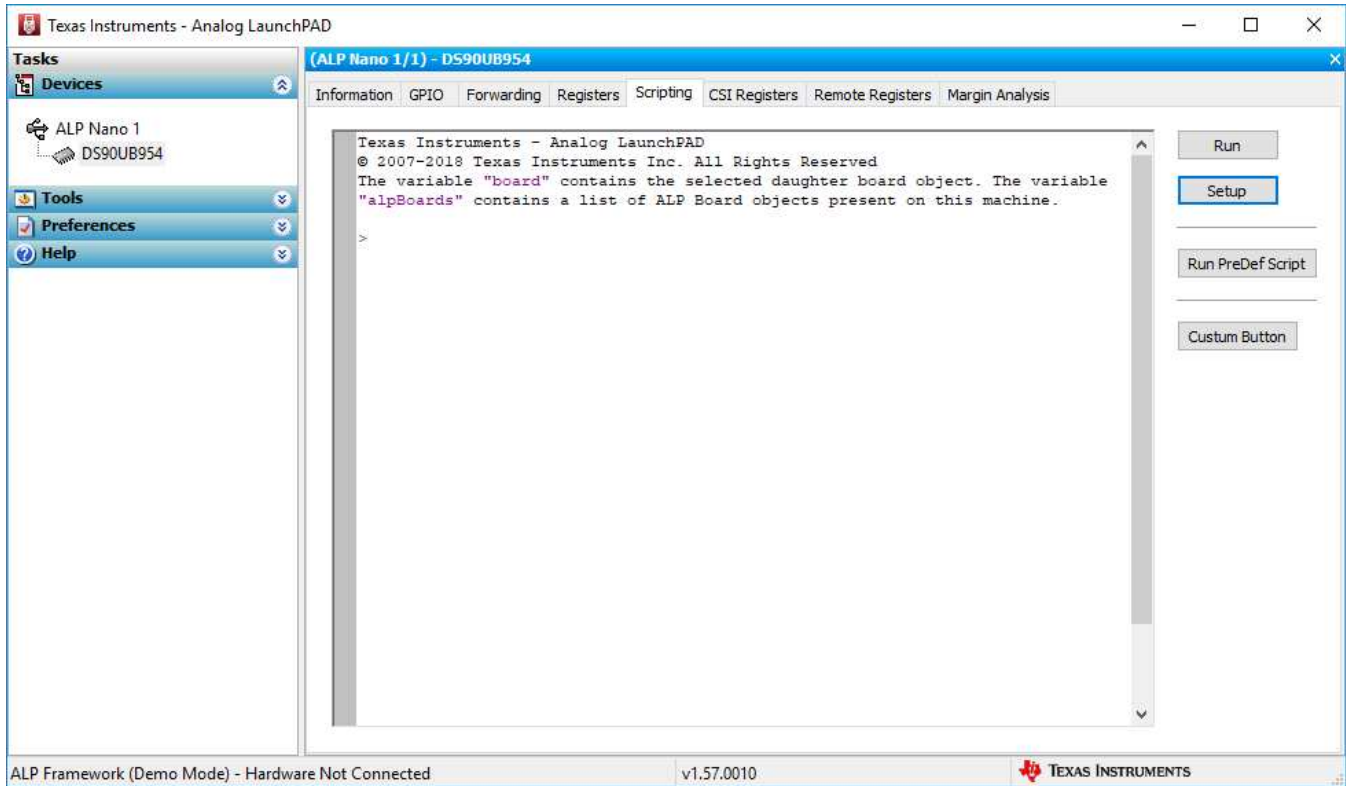 Texas Instruments - Analog LaunchPAD
Tasks
Devices
ALP Nano 1
DS90UB954
Tools
Preferences
Help
(ALP Nano 1/1) - DS90UB954
Information GPIO Forwarding Registers Scripting CSI Registers Remote Registers Margin Analysis
Texas Instruments - Analog LaunchPAD
© 2007-2018 Texas Instruments Inc. All Rights Reserved
The variable "board" contains the selected daughter board object. The variable
"alpBoards" contains a list of ALP Board objects present on this machine.
>
Run
Setup
Run PreDef Script
Custum Button
ALP Framework (Demo Mode) - Hardware Not Connected
v1.57.0010
TEXAS INSTRUMENTS